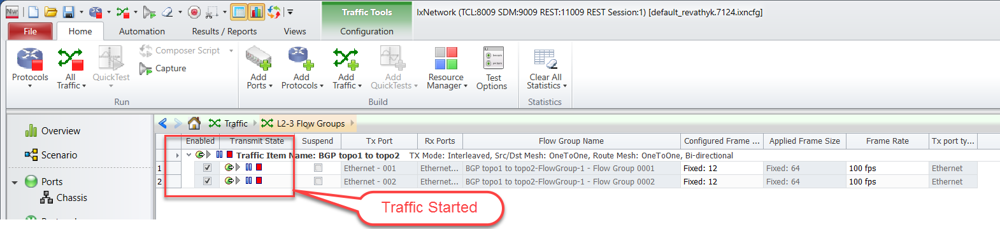 Nw
Traffic Tools
IxNetwork (TCL:8009 SDM:9009 REST:11009 REST Session:1) [default_revathyk.7124.ixncfg]
File Home Automation Results / Reports Views Configuration
Composer Script
Capture
Protocols All Traffic QuickTest
Add Ports Add Protocols Add Traffic Add QuickTests Resource Manager Test Options Clear All Statistics
Run Build Statistics
Overview
Scenario
Ports
Chassis
Traffic L2-3 Flow Groups
Enabled Transmit State Suspend Tx Port Rx Ports Flow Group Name Configured Frame ... Applied Frame Size Frame Rate Tx port ty...
Traffic Item Name: BGP topo1 to topo2 TX Mode: Interleaved, Src/Dst Mesh: OneToOne, Route Mesh: OneToOne, Bi-directional
1 Ethernet - 001 Ethernet... BGP topo1 to topo2-FlowGroup-1 - Flow Group 0001 Fixed: 12 Fixed: 64 100 fps Ethernet
2 Ethernet - 002 Ethernet... BGP topo1 to topo2-FlowGroup-1 - Flow Group 0002 Fixed: 12 Fixed: 64 100 fps Ethernet
Traffic Started